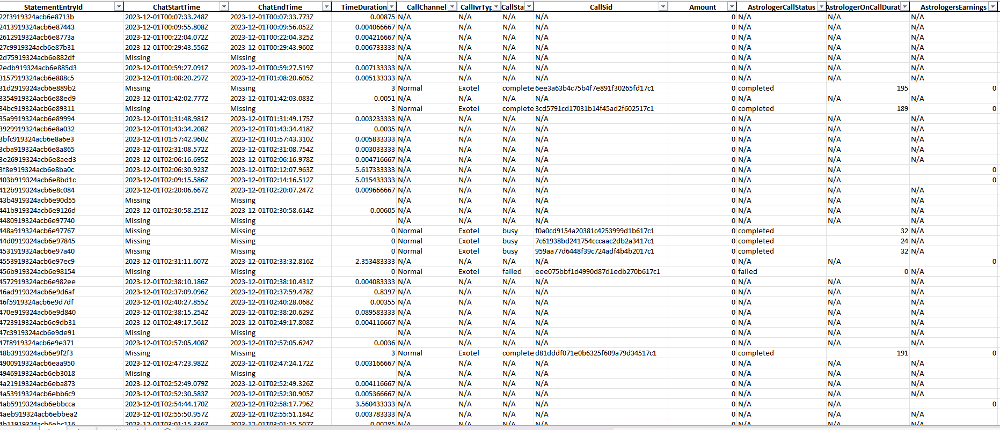 StatementEntryId ChatStartTime ChatEndTime TimeDuration CallChannel CallIvrTyp CallSta CallSid Amount AstrologerCallStatus AstrologerOnCallDurat AstrologersEarnings
22f3919324acb6e8713b 2023-12-01T00:07:33.248Z 2023-12-01T00:07:33.773Z 0.00875 N/A N/A N/A N/A 0 N/A N/A N/A
2413919324acb6e87443 2023-12-01T00:09:55.808Z 2023-12-01T00:09:56.052Z 0.004066667 N/A N/A N/A N/A 0 N/A N/A N/A
2612919324acb6e8773a 2023-12-01T00:22:04.072Z 2023-12-01T00:22:04.325Z 0.004216667 N/A N/A N/A N/A 0 N/A N/A N/A
27c9919324acb6e87b31 2023-12-01T00:29:43.556Z 2023-12-01T00:29:43.960Z 0.006733333 N/A N/A N/A N/A 0 N/A N/A N/A
2d75919324acb6e882df Missing Missing N/A N/A N/A N/A 0 N/A N/A N/A
2edb919324acb6e885d3 2023-12-01T00:59:27.091Z 2023-12-01T00:59:27.519Z 0.007133333 N/A N/A N/A N/A 0 N/A N/A N/A
3157919324acb6e888c5 2023-12-01T01:08:20.297Z 2023-12-01T01:08:20.605Z 0.005133333 N/A N/A N/A N/A 0 N/A N/A N/A
31d2919324acb6e889b2 Missing Missing 3 Normal Exotel complete 6ee3a63b4c75b4f7e891f30265fd17c1 0 completed 195 0
3354919324acb6e88ed9 2023-12-01T01:42:02.777Z 2023-12-01T01:42:03.083Z 0.0051 N/A N/A N/A N/A 0 N/A N/A N/A
34bc919324acb6e89311 Missing Missing 3 Normal Exotel complete 3cd5791cd17031b14f45ad2f602517c1 0 completed 189 0
35a9919324acb6e89994 2023-12-01T01:31:48.981Z 2023-12-01T01:31:49.175Z 0.003233333 N/A N/A N/A N/A 0 N/A N/A N/A
3929919324acb6e8a032 2023-12-01T01:43:34.208Z 2023-12-01T01:43:34.418Z 0.0035 N/A N/A N/A N/A 0 N/A N/A N/A
3bfc919324acb6e8a6e3 2023-12-01T01:57:42.960Z 2023-12-01T01:57:43.310Z 0.005833333 N/A N/A N/A N/A 0 N/A N/A N/A
3cba919324acb6e8a865 2023-12-01T02:31:08.572Z 2023-12-01T02:31:08.754Z 0.003033333 N/A N/A N/A N/A 0 N/A N/A N/A
3e26919324acb6e8aed3 2023-12-01T02:06:16.695Z 2023-12-01T02:06:16.978Z 0.004716667 N/A N/A N/A N/A 0 N/A N/A N/A
3f8e919324acb6e8ba0c 2023-12-01T02:06:30.923Z 2023-12-01T02:12:07.963Z 5.617333333 N/A N/A N/A N/A 0 N/A N/A 0
403b919324acb6e8bd1c 2023-12-01T02:09:15.586Z 2023-12-01T02:14:16.512Z 5.015433333 N/A N/A N/A N/A 0 N/A N/A 0
412b919324acb6e8c084 2023-12-01T02:20:06.667Z 2023-12-01T02:20:07.247Z 0.009666667 N/A N/A N/A N/A 0 N/A N/A N/A
43b4919324acb6e90d55 Missing Missing N/A N/A N/A N/A 0 N/A N/A N/A
441b919324acb6e9126d 2023-12-01T02:30:58.251Z 2023-12-01T02:30:58.614Z 0.00605 N/A N/A N/A N/A 0 N/A N/A N/A
4480919324acb6e97740 Missing Missing N/A N/A N/A N/A 0 N/A N/A N/A
448a919324acb6e97767 Missing Missing 0 Normal Exotel busy f0a0cd9154a20381c4253999d1b617c1 0 completed 32 N/A
44d0919324acb6e97845 Missing Missing 0 Normal Exotel busy 7c61938bd241754cccaac2db2a3417c1 0 completed 24 N/A
4531919324acb6e97a40 Missing Missing 0 Normal Exotel busy 959aa77d6448f39c724adf4b4b2017c1 0 completed 32 N/A
4553919324acb6e97ec9 2023-12-01T02:31:11.607Z 2023-12-01T02:33:32.816Z 2.353483333 N/A N/A N/A N/A 0 N/A N/A 0
456b919324acb6e98154 Missing Missing 0 Normal Exotel failed eee075bbf1d4990d87d1edb270b617c1 0 failed 0 N/A
4572919324acb6e982ee 2023-12-01T02:38:10.186Z 2023-12-01T02:38:10.431Z 0.004083333 N/A N/A N/A N/A 0 N/A N/A N/A
46ad919324acb6e9d6af 2023-12-01T02:37:09.096Z 2023-12-01T02:37:59.478Z 0.8397 N/A N/A N/A N/A 0 N/A N/A N/A
46f5919324acb6e9d7df 2023-12-01T02:40:27.855Z 2023-12-01T02:40:28.068Z 0.00355 N/A N/A N/A N/A 0 N/A N/A N/A
470e919324acb6e9d840 2023-12-01T02:38:15.254Z 2023-12-01T02:38:20.629Z 0.089583333 N/A N/A N/A N/A 0 N/A N/A N/A
4723919324acb6e9db31 2023-12-01T02:49:17.561Z 2023-12-01T02:49:17.808Z 0.004116667 N/A N/A N/A N/A 0 N/A N/A N/A
47c3919324acb6e9de91 Missing Missing N/A N/A N/A N/A 0 N/A N/A N/A
47f8919324acb6e9e371 2023-12-01T02:57:05.408Z 2023-12-01T02:57:05.624Z 0.0036 N/A N/A N/A N/A 0 N/A N/A N/A
48b3919324acb6e9f2f3 Missing Missing 3 Normal Exotel complete d81dddf071e0b6325f609a79d34517c1 0 completed 191 0
4900919324acb6eaa950 2023-12-01T02:47:23.982Z 2023-12-01T02:47:24.172Z 0.003166667 N/A N/A N/A N/A 0 N/A N/A N/A
4946919324acb6eb3018 Missing Missing N/A N/A N/A N/A 0 N/A N/A N/A
4a21919324acb6eba873 2023-12-01T02:52:49.079Z 2023-12-01T02:52:49.326Z 0.004116667 N/A N/A N/A N/A 0 N/A N/A N/A
4a53919324acb6ebb6c9 2023-12-01T02:52:30.583Z 2023-12-01T02:52:30.905Z 0.005366667 N/A N/A N/A N/A 0 N/A N/A N/A
4ab5919324acb6ebbcca 2023-12-01T02:54:44.170Z 2023-12-01T02:58:17.796Z 3.560433333 N/A N/A N/A N/A 0 N/A N/A 0
4aeb919324acb6ebbea2 2023-12-01T02:55:50.957Z 2023-12-01T02:55:51.184Z 0.003783333 N/A N/A N/A N/A 0 N/A N/A N/A
4b11919324acb6ebc116 2023-12-01T03:01:15.336Z 2023-12-01T03:01:15.507Z 0.00285 N/A N/A N/A N/A 0 N/A N/A N/A